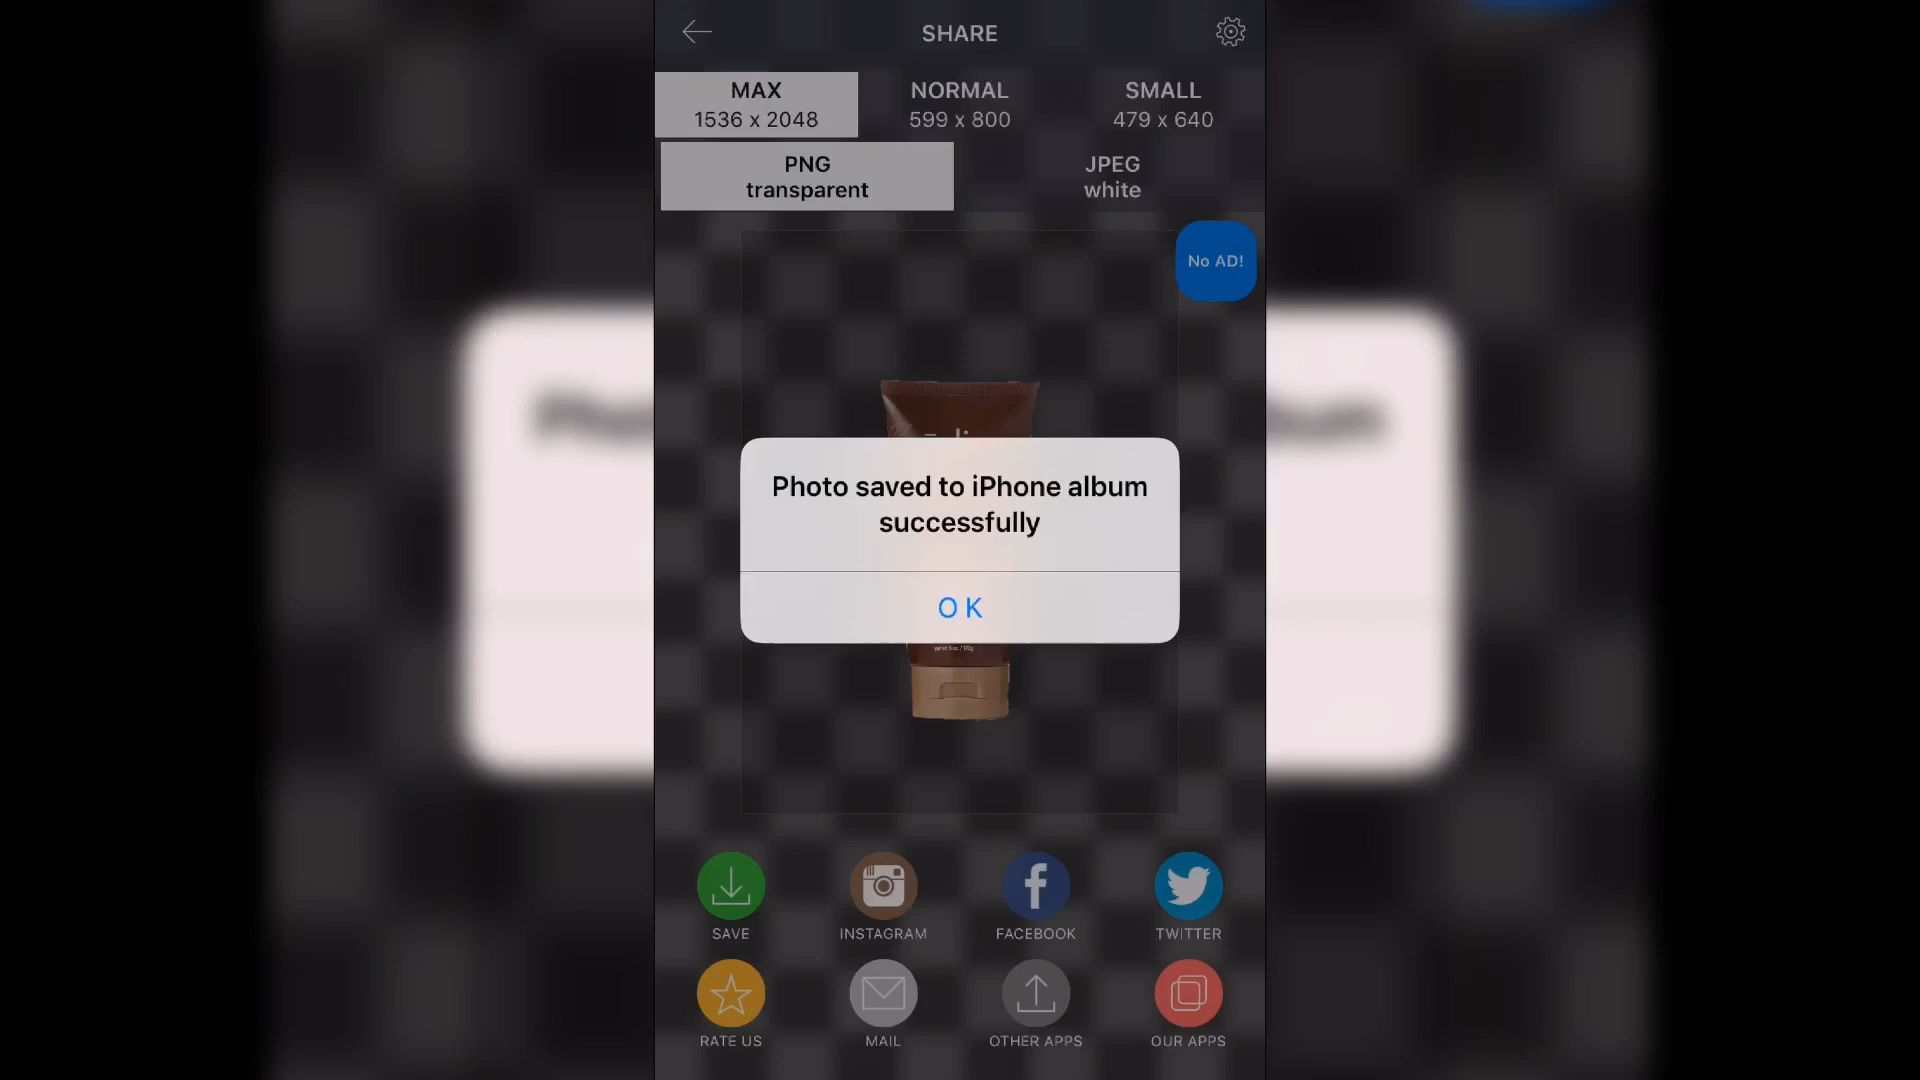 SHARE
MAX
1536 x 2048
NORMAL
599 x 800
SMALL
479 x 640
PNG
transparent
JPEG
white
No AD!
Photo saved to iPhone album
successfully
OK
SAVE
INSTAGRAM
FACEBOOK
TWITTER
RATE US
MAIL
OTHER APPS
OUR APPS